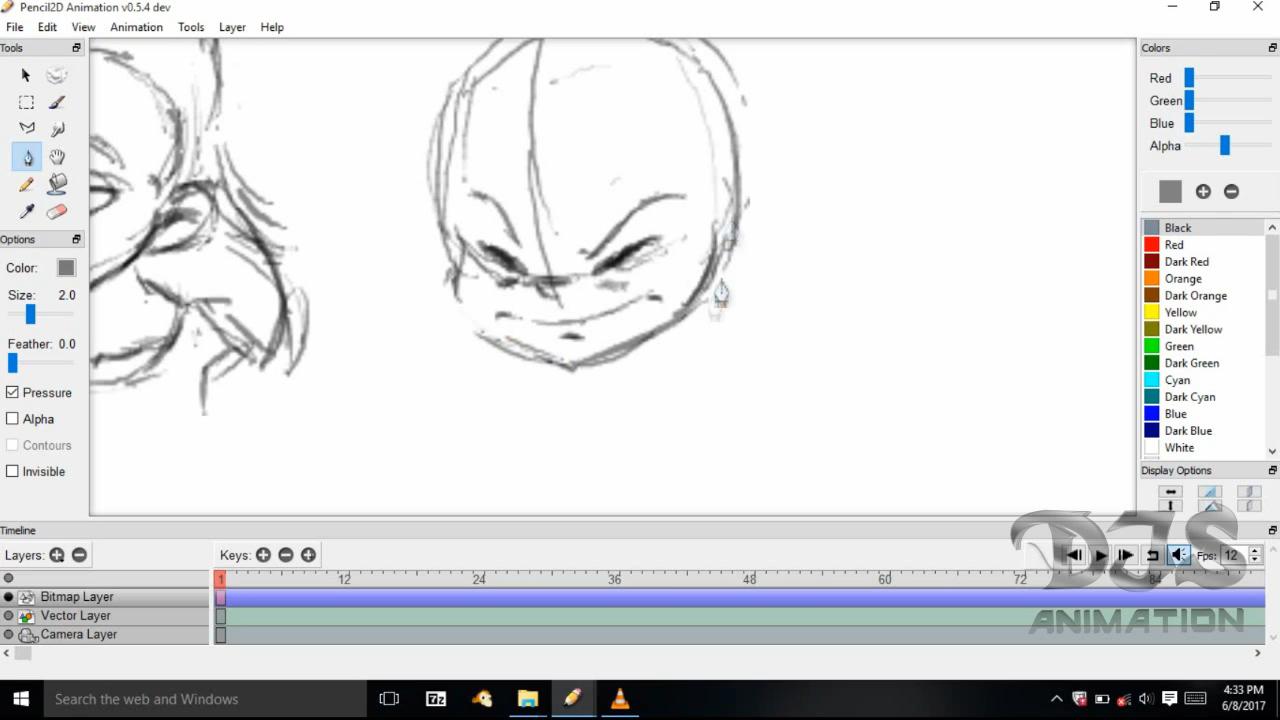 Pencil2D Animation v0.5.4 dev
File Edit View Animation Tools Layer Help
Tools
Options
Color:
Size: 2.0
Feather: 0.0
Pressure
Alpha
Contours
Invisible
Colors
Red
Green
Blue
Alpha
Black
Red
Dark Red
Orange
Dark Orange
Yellow
Dark Yellow
Green
Dark Green
Cyan
Dark Cyan
Blue
Dark Blue
White
Display Options
Timeline
Layers: Keys: Fps: 12
1 12 24 36 48 60 72 84
Bitmap Layer
Vector Layer
Camera Layer
DJS
ANIMATION
Search the web and Windows
7z
4:33 PM
6/8/2017